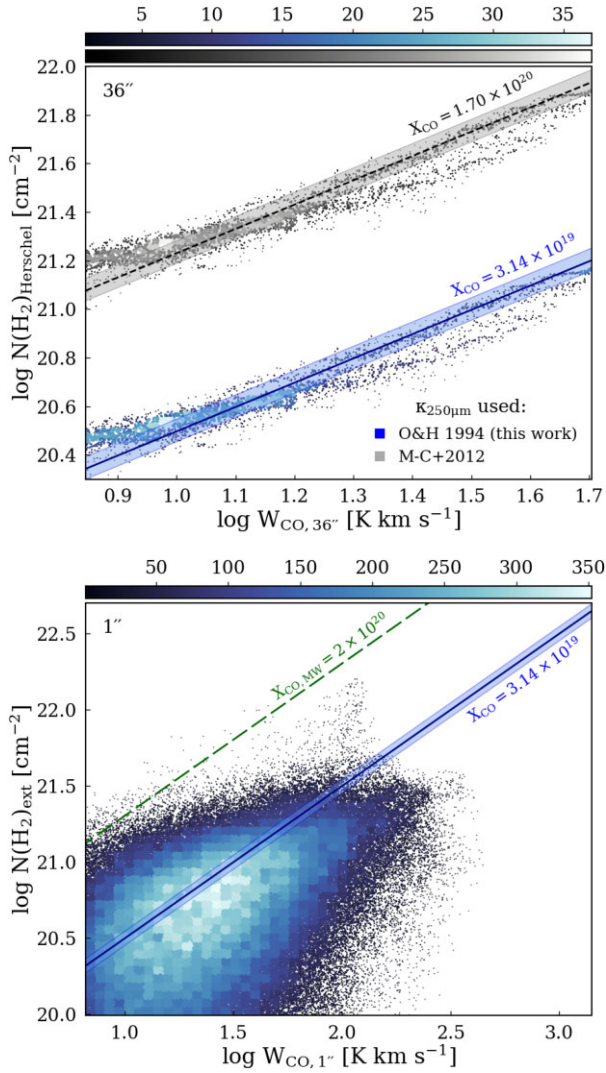 5 10 15 20 25 30 35
22.0
36″
X_CO = 1.70 × 10^20
21.8
21.6
21.4
21.2
X_CO = 3.14 × 10^19
21.0
20.8
20.6
20.4
κ_250μm used:
O&H 1994 (this work)
M-C+2012
log N(H₂)_Herschel [cm⁻²]
0.9 1.0 1.1 1.2 1.3 1.4 1.5 1.6 1.7
log W_CO, 36″ [K km s⁻¹]
50 100 150 200 250 300 350
1″
22.5
X_CO, MW = 2 × 10^20
X_CO = 3.14 × 10^19
22.0
21.5
21.0
20.5
20.0
log N(H₂)_ext [cm⁻²]
1.0 1.5 2.0 2.5 3.0
log W_CO, 1″ [K km s⁻¹]